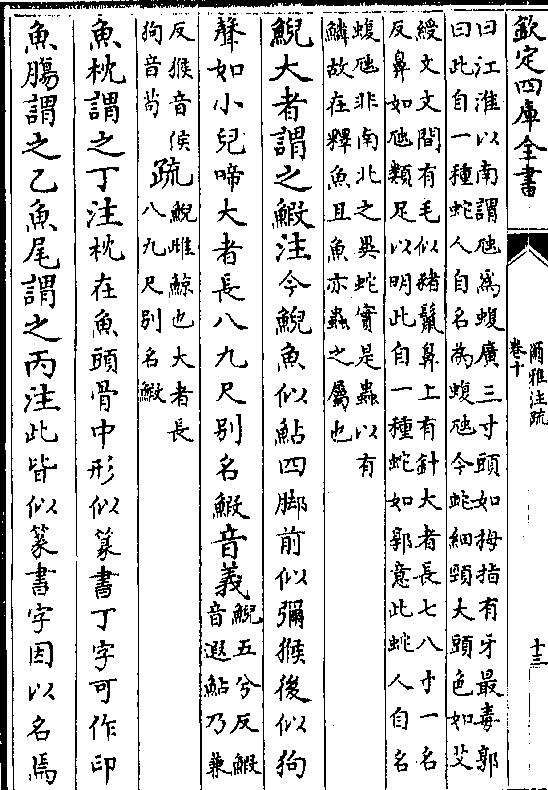 欽定四庫全書
爾雅注疏
卷十
十三
曰江淮以南謂虺為蝮廣三寸頭如拇指有牙最毒郭
曰此自一種蛇人自名為蝮虺今蛇細頸大頭色如艾
綬文文間有毛似豬鬛鼻上有針大者長七八寸一名
反鼻如虺類足以明此自一種蛇如郭意此蛇人自名
蝮虺非南北之異蛇實是蟲以有
鱗故在釋魚且魚亦蟲之屬也
鯢大者謂之鰕注今鯢魚似鮎四脚前似獼猴後似狗
聲如小兒啼大者長八九尺別名鰕音義
鯢五兮反鰕
音遐鮎乃兼
反猴音侯
狗音苟
疏
鯢雌鯨也大者長
八九尺別名鰕
魚枕謂之丁注枕在魚頭骨中形似篆書丁字可作印
魚腸謂之乙魚尾謂之丙注此皆似篆書字因以名焉